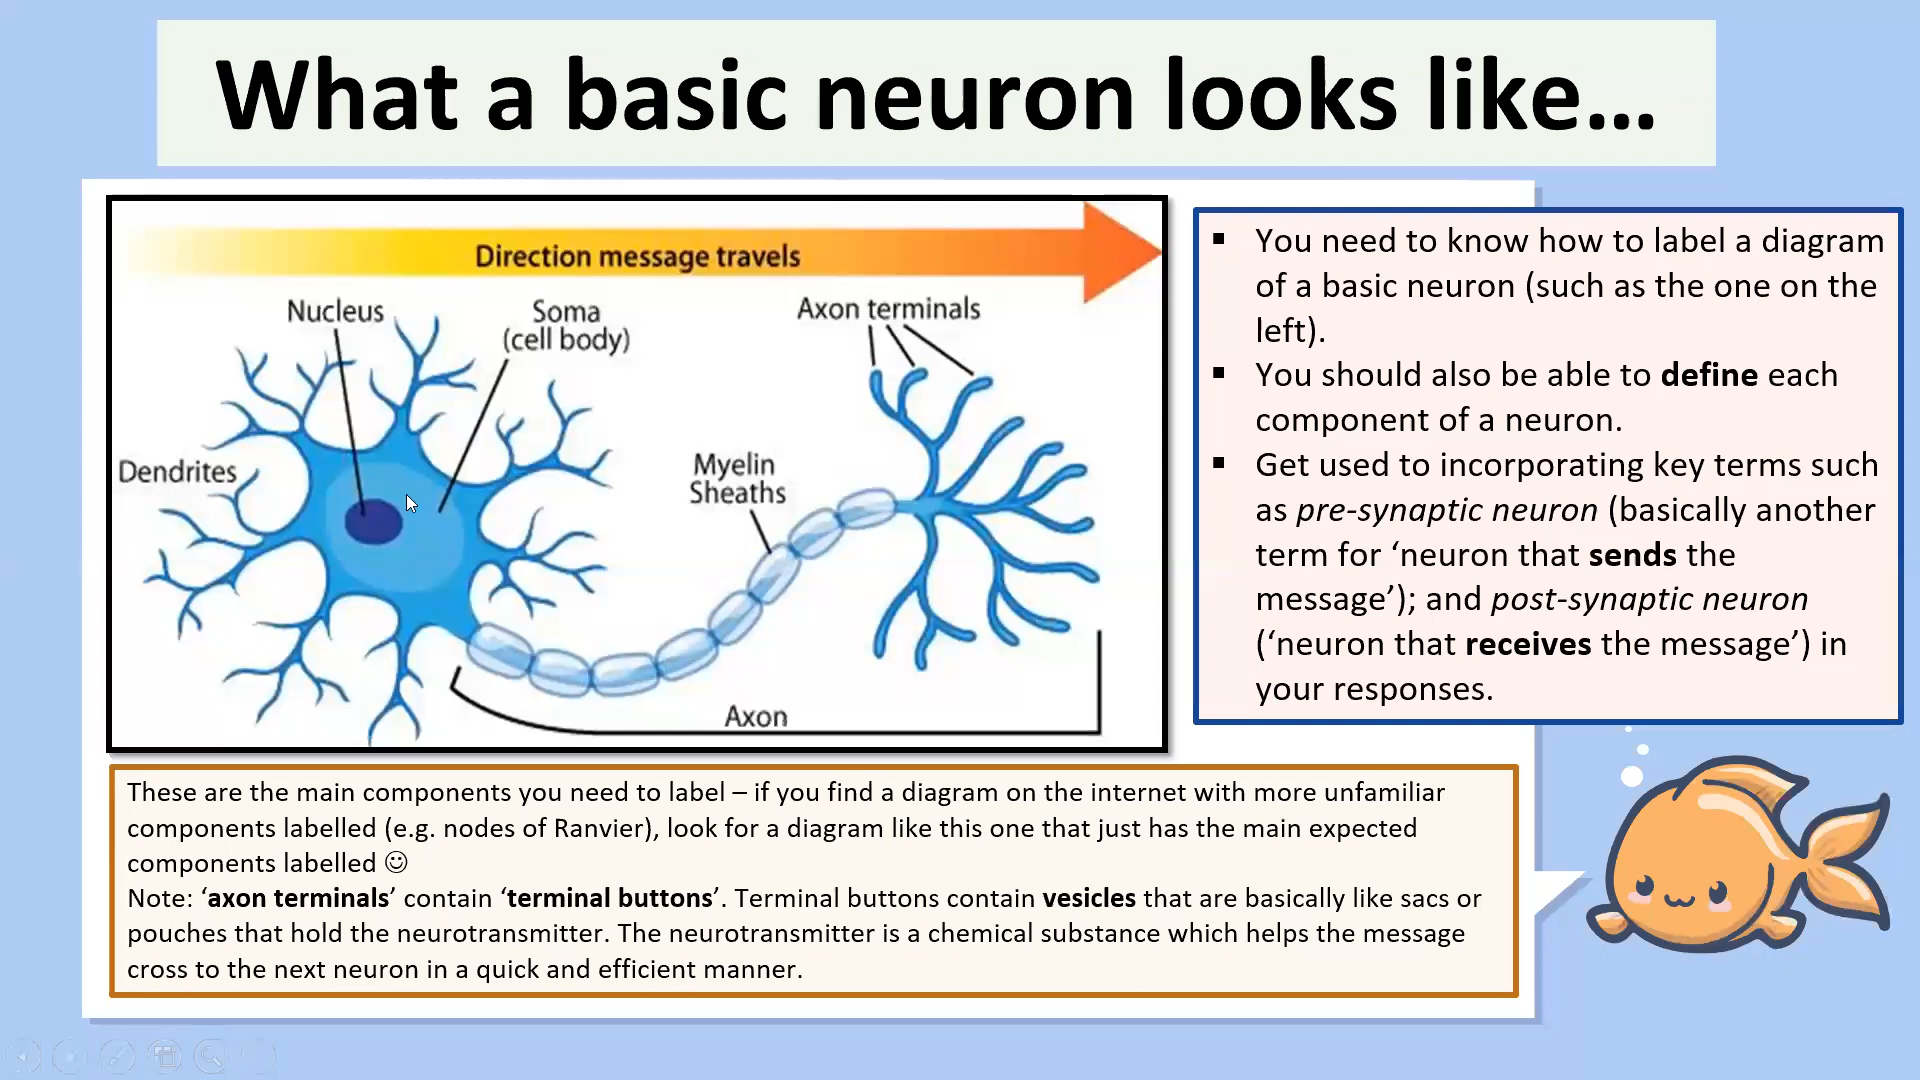 What a basic neuron looks like...
Direction message travels
Nucleus
Soma
(cell body)
Axon terminals
Dendrites
Myelin
Sheaths
Axon
▪ You need to know how to label a diagram
of a basic neuron (such as the one on the
left).
▪ You should also be able to define each
component of a neuron.
▪ Get used to incorporating key terms such
as pre-synaptic neuron (basically another
term for ‘neuron that sends the
message’); and post-synaptic neuron
(‘neuron that receives the message’) in
your responses.
These are the main components you need to label – if you find a diagram on the internet with more unfamiliar
components labelled (e.g. nodes of Ranvier), look for a diagram like this one that just has the main expected
components labelled ☺
Note: ‘axon terminals’ contain ‘terminal buttons’. Terminal buttons contain vesicles that are basically like sacs or
pouches that hold the neurotransmitter. The neurotransmitter is a chemical substance which helps the message
cross to the next neuron in a quick and efficient manner.